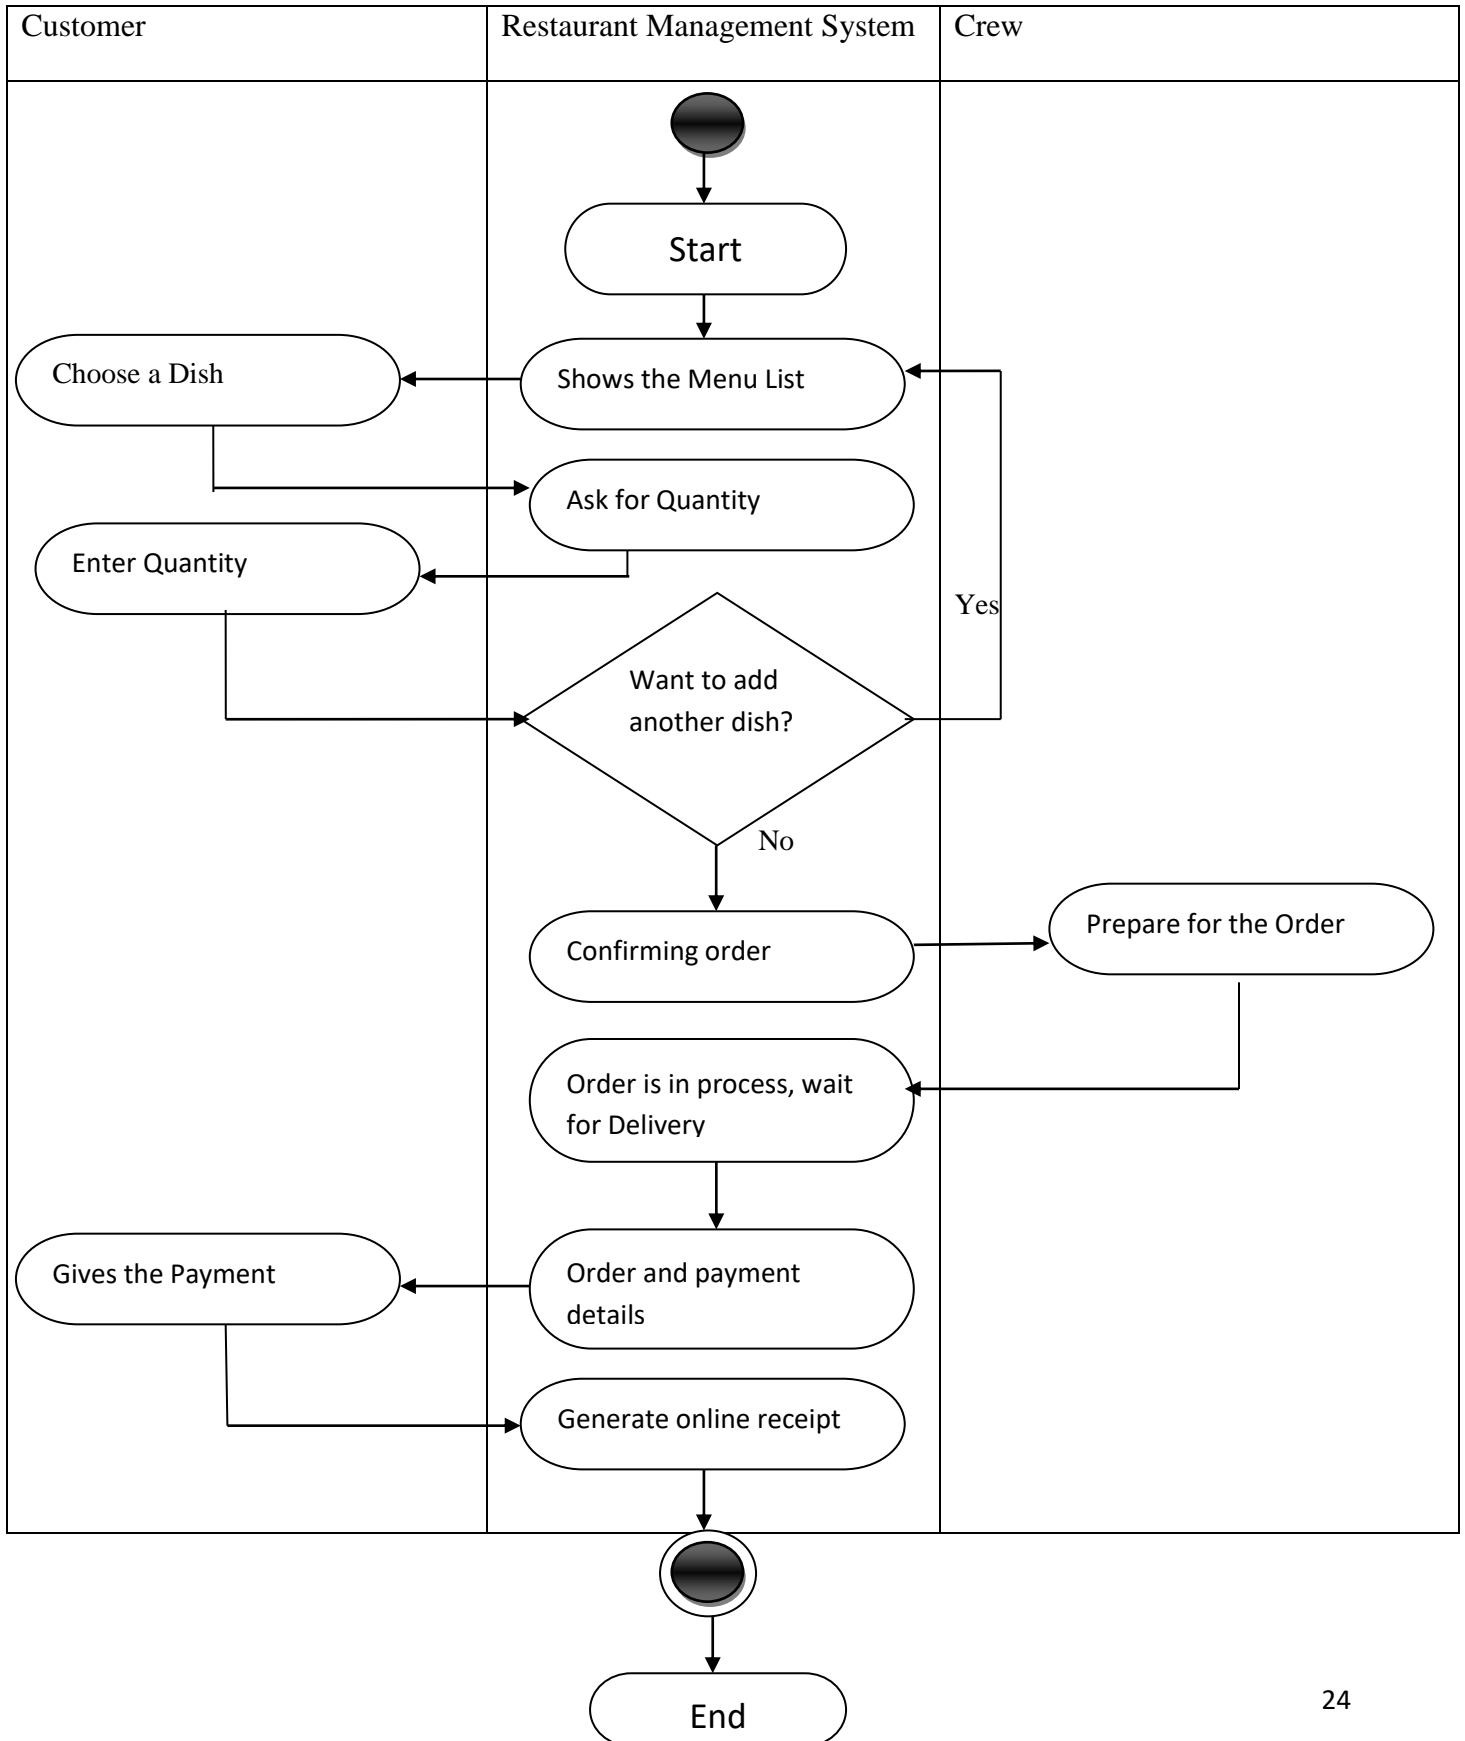 Customer
Restaurant Management System
Crew
Start
Choose a Dish
Shows the Menu List
Ask for Quantity
Enter Quantity
Yes
Want to add
another dish?
No
Prepare for the Order
Confirming order
Order is in process, wait
for Delivery
Gives the Payment
Order and payment
details
Generate online receipt
End
24